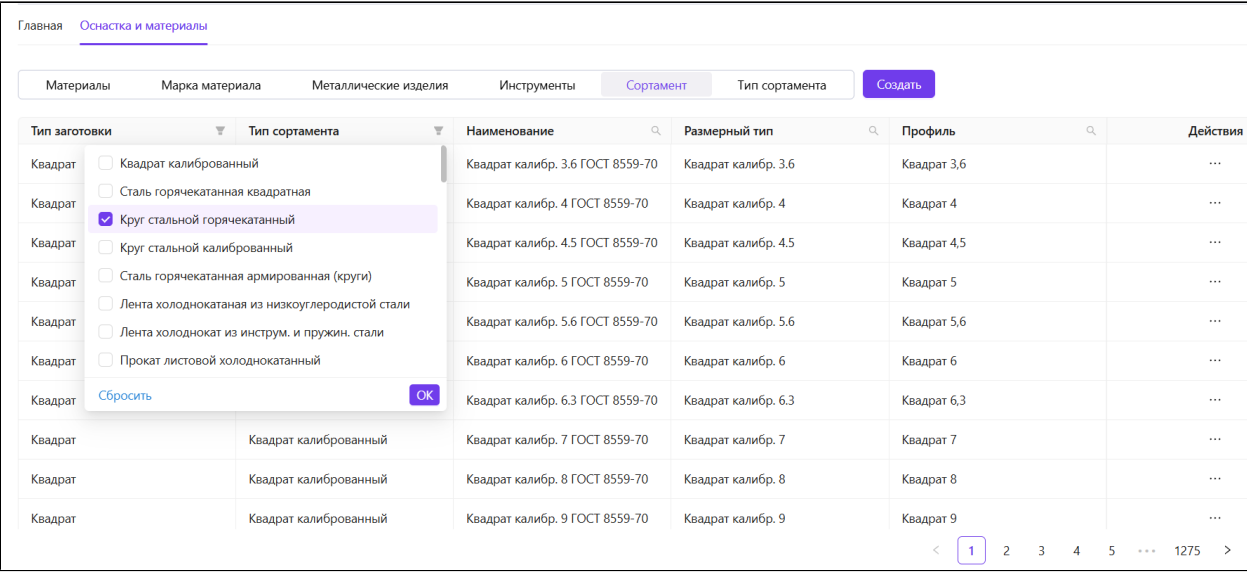 Главная Оснастка и материалы
Материалы Марка материала Металлические изделия Инструменты Сортамент Тип сортамента Создать
Тип заготовки Тип сортамента Наименование Размерный тип Профиль Действия
Квадрат Квадрат калиброванный Квадрат калибр. 3.6 ГОСТ 8559-70 Квадрат калибр. 3.6 Квадрат 3,6 ...
Сталь горячекатанная квадратная
Квадрат Квадрат калибр. 4 ГОСТ 8559-70 Квадрат калибр. 4 Квадрат 4 ...
Круг стальной горячекатанный
Квадрат Круг стальной калиброванный Квадрат калибр. 4.5 ГОСТ 8559-70 Квадрат калибр. 4.5 Квадрат 4,5 ...
Сталь горячекатанная армированная (круги)
Квадрат Квадрат калибр. 5 ГОСТ 8559-70 Квадрат калибр. 5 Квадрат 5 ...
Лента холоднокатаная из низкоуглеродистой стали
Квадрат Квадрат калибр. 5.6 ГОСТ 8559-70 Квадрат калибр. 5.6 Квадрат 5,6 ...
Лента холоднокат из инструм. и пружин. стали
Квадрат Прокат листовой холоднокатанный Квадрат калибр. 6 ГОСТ 8559-70 Квадрат калибр. 6 Квадрат 6 ...
Квадрат Сбросить OK Квадрат калибр. 6.3 ГОСТ 8559-70 Квадрат калибр. 6.3 Квадрат 6,3 ...
Квадрат Квадрат калиброванный Квадрат калибр. 7 ГОСТ 8559-70 Квадрат калибр. 7 Квадрат 7 ...
Квадрат Квадрат калиброванный Квадрат калибр. 8 ГОСТ 8559-70 Квадрат калибр. 8 Квадрат 8 ...
Квадрат Квадрат калиброванный Квадрат калибр. 9 ГОСТ 8559-70 Квадрат калибр. 9 Квадрат 9 ...
< 1 2 3 4 5 ••• 1275 >